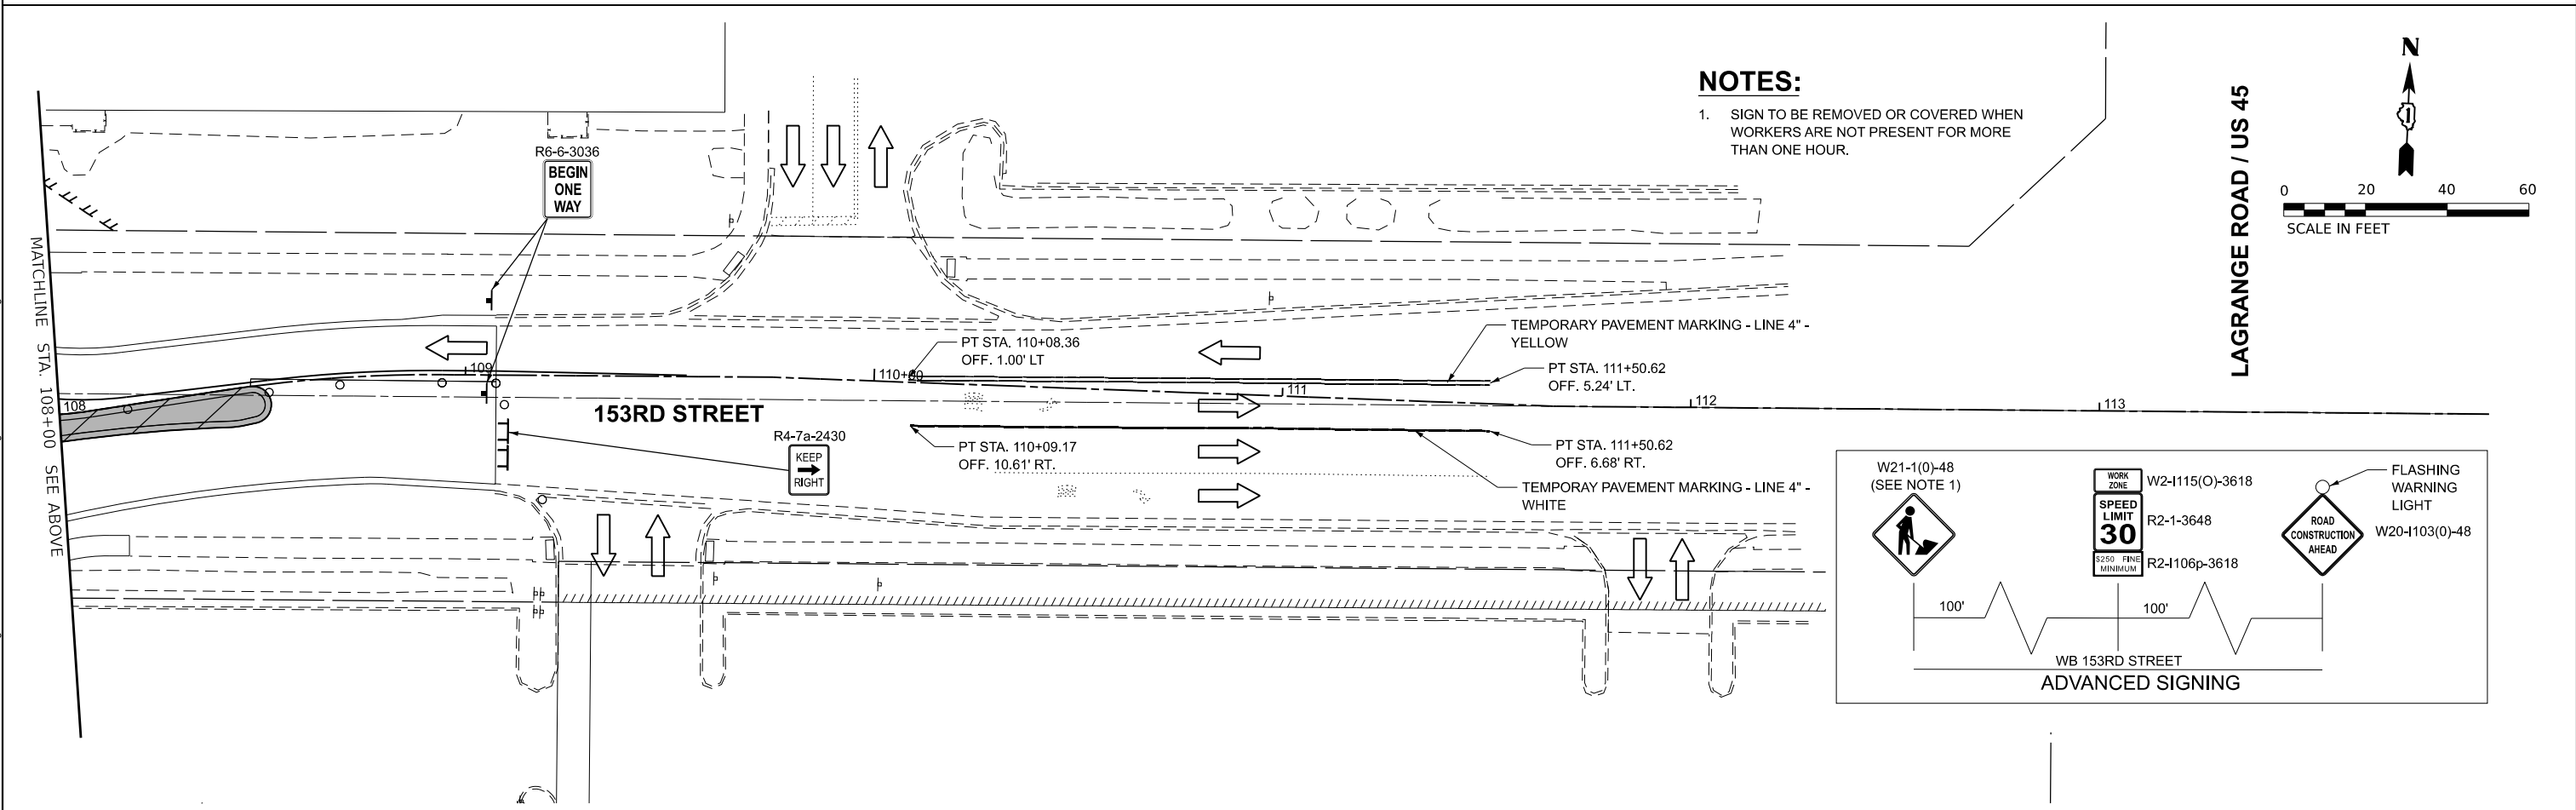 NOTES:
1. SIGN TO BE REMOVED OR COVERED WHEN
WORKERS ARE NOT PRESENT FOR MORE
THAN ONE HOUR.
LAGRANGE ROAD / US 45
N
1
0 20 40 60
SCALE IN FEET
R6-6-3036
BEGIN
ONE
WAY
MATCHLINE STA. 108+00 SEE ABOVE
108
109
PT STA. 110+08.36
OFF. 1.00' LT
TEMPORARY PAVEMENT MARKING - LINE 4" -
YELLOW
PT STA. 111+50.62
OFF. 5.24' LT.
111
112
113
153RD STREET
R4-7a-2430
KEEP
RIGHT
PT STA. 110+09.17
OFF. 10.61' RT.
PT STA. 111+50.62
OFF. 6.68' RT.
TEMPORAY PAVEMENT MARKING - LINE 4" -
WHITE
W21-1(0)-48
(SEE NOTE 1)
WORK
ZONE
W2-I115(O)-3618
SPEED
LIMIT
30
R2-1-3648
$250 FINE
MINIMUM
R2-I106p-3618
FLASHING
WARNING
LIGHT
ROAD
CONSTRUCTION
AHEAD
W20-I103(0)-48
100' 100'
WB 153RD STREET
ADVANCED SIGNING